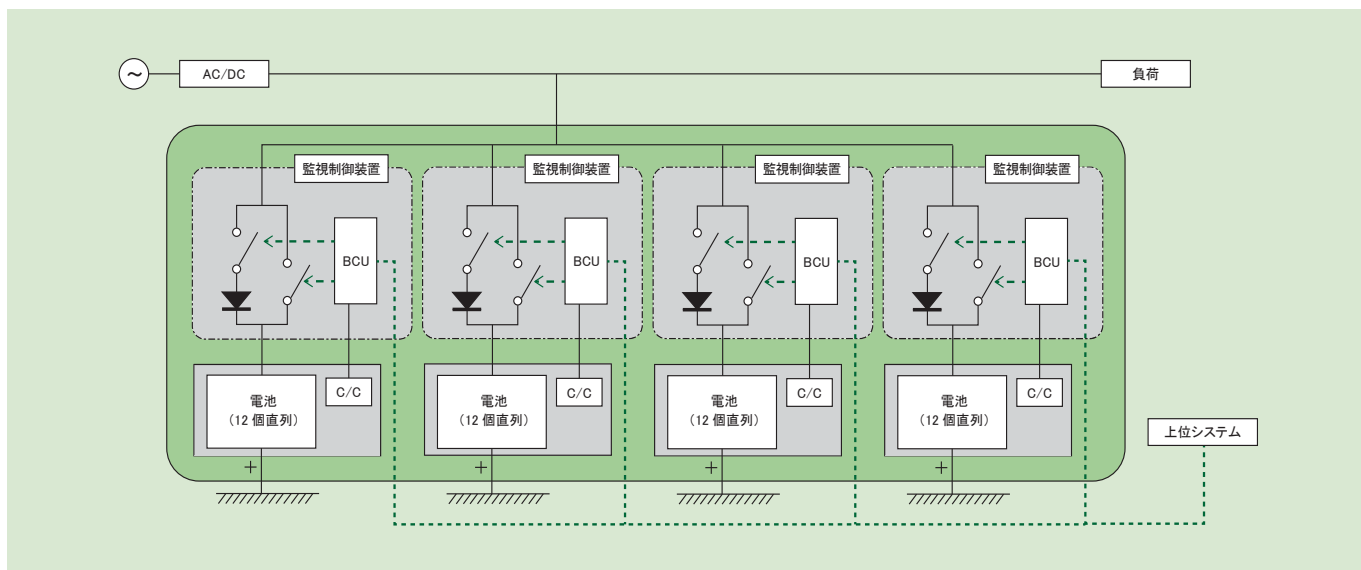 ~
AC/DC
負荷
監視制御装置
監視制御装置
監視制御装置
監視制御装置
BCU
BCU
BCU
BCU
電池
(12 個直列)
C/C
電池
(12 個直列)
C/C
電池
(12 個直列)
C/C
電池
(12 個直列)
C/C
上位システム
+
+
+
+